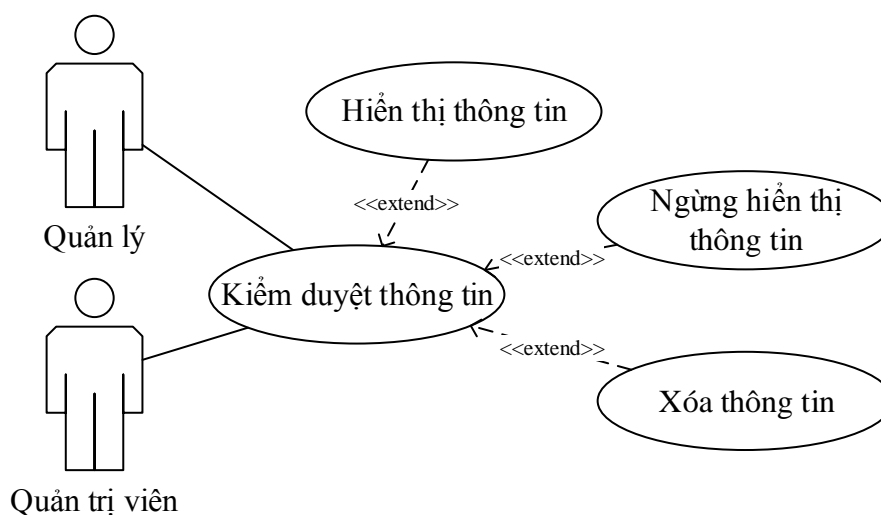 Hiển thị thông tin
<<extend>>
Quản lý
Ngừng hiển thị
thông tin
<<extend>>
Kiểm duyệt thông tin
<<extend>>
Xóa thông tin
Quản trị viên